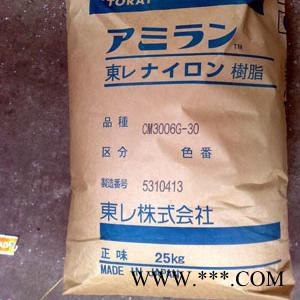 TORAY
アミラン™
東レ ナイロン 樹脂
品種 CM3006G-30
区分 色番
製造番号 5310413
東レ株式会社
正味 25kg
MADE IN JAPAN
www.***.COM